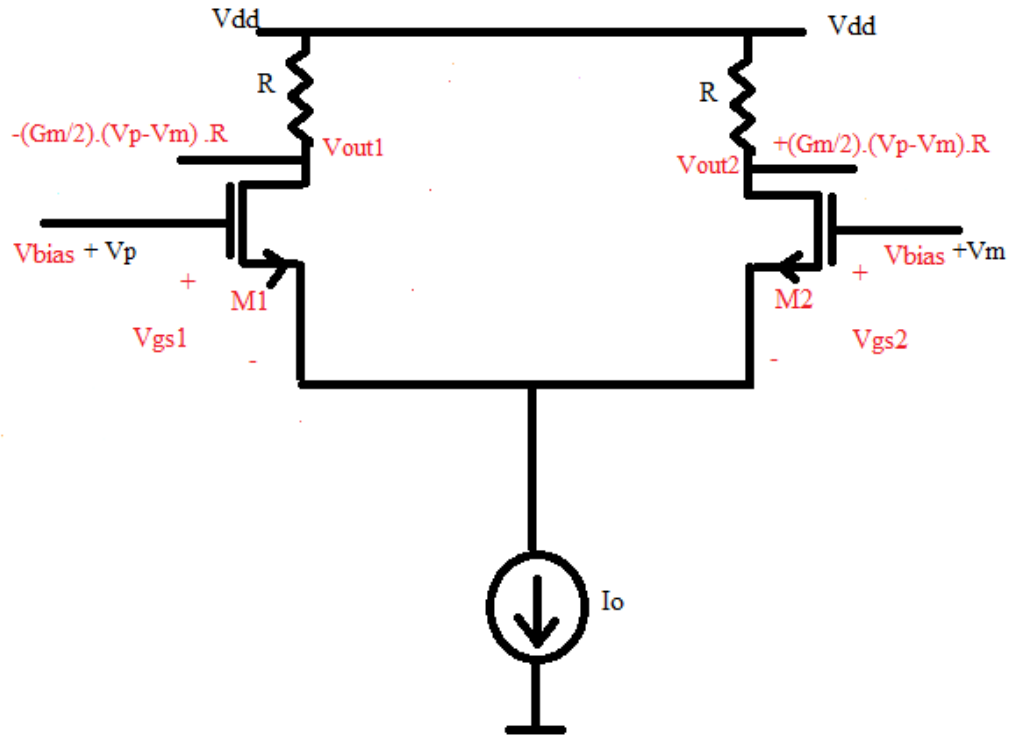 Vdd
Vdd
R
R
-(Gm/2).(Vp-Vm) .R
Vout1
Vout2
+(Gm/2).(Vp-Vm).R
Vbias + Vp
Vbias +Vm
+
M1
M2
+
Vgs1
Vgs2
-
-
Io